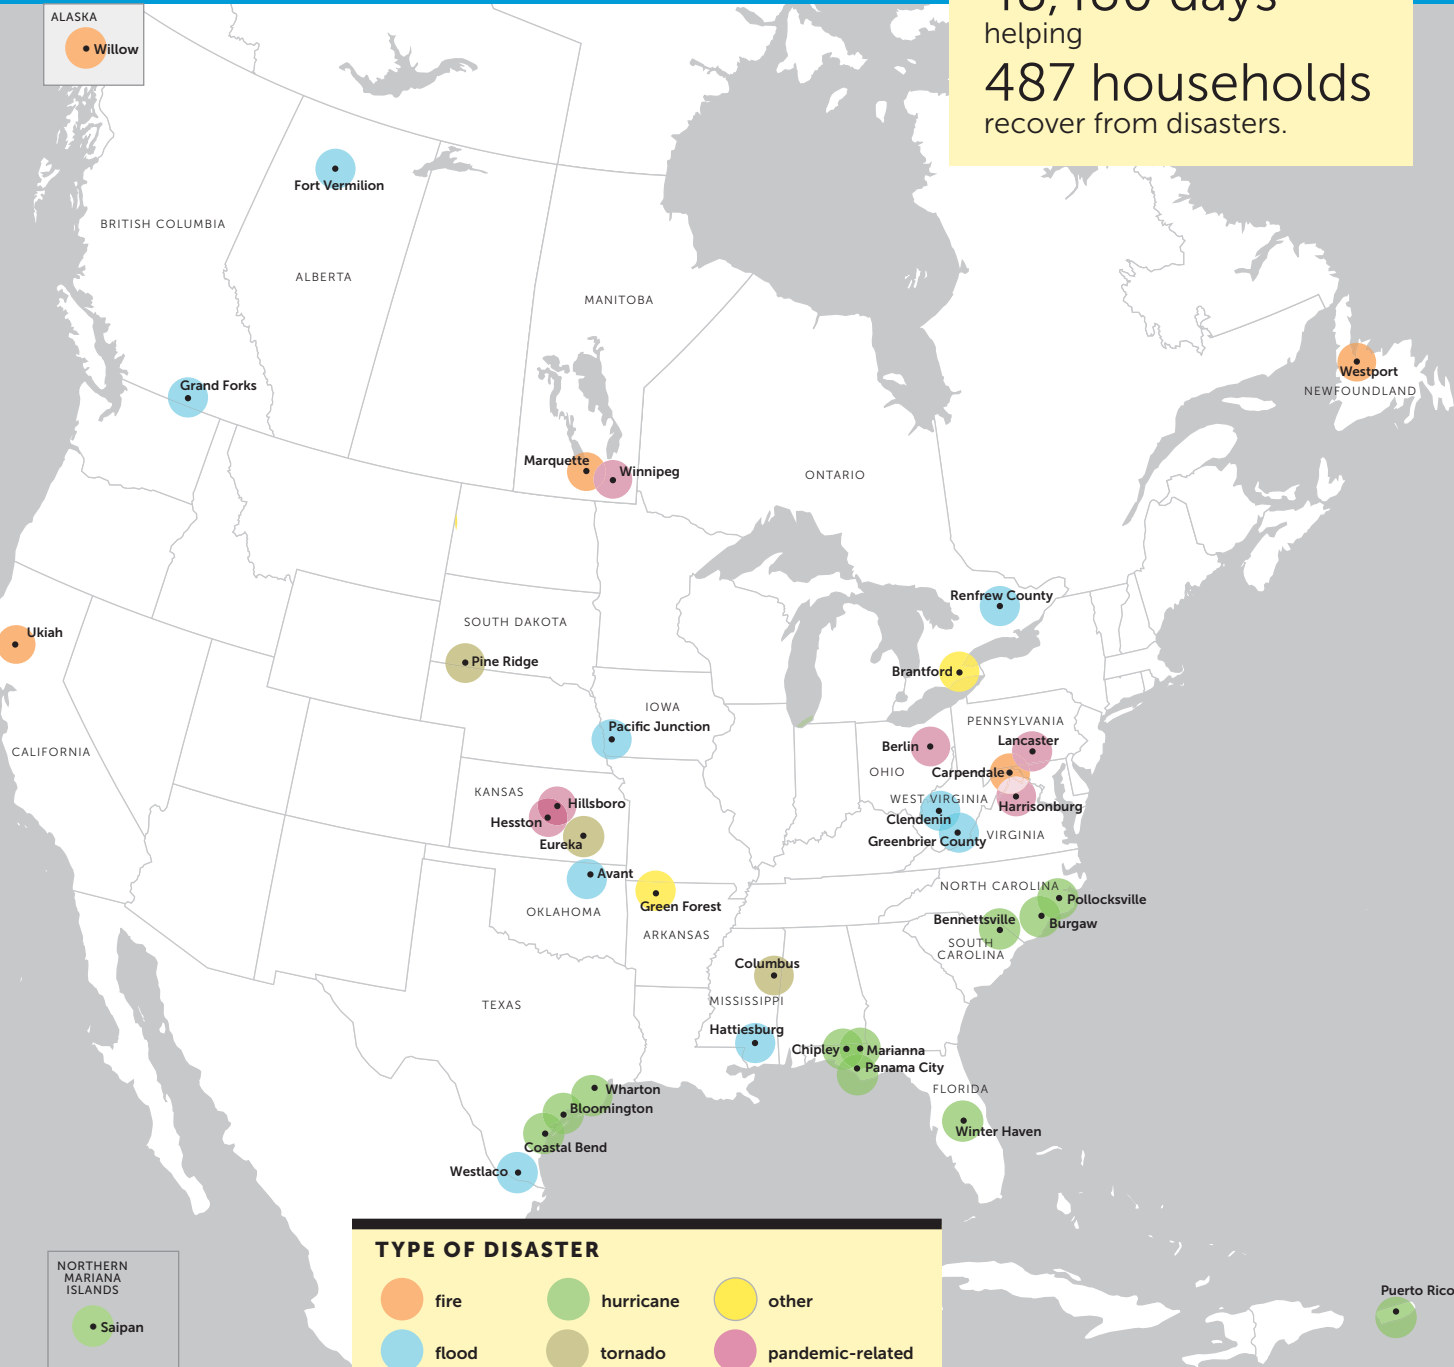 ALASKA
Willow
helping
487 households
recover from disasters.
Fort Vermilion
BRITISH COLUMBIA
ALBERTA
MANITOBA
Grand Forks
Westport
NEWFOUNDLAND
Marquette
Winnipeg
ONTARIO
Renfrew County
Ukiah
SOUTH DAKOTA
Pine Ridge
Brantford
IOWA
Pacific Junction
PENNSYLVANIA
Lancaster
Berlin
CALIFORNIA
OHIO
Carpendale
KANSAS
Hillsboro
WEST VIRGINIA
Harrisonburg
Hesston
Clendenin
Eureka
Greenbrier County
VIRGINIA
Avant
Green Forest
OKLAHOMA
ARKANSAS
NORTH CAROLINA
Pollocksville
Bennettsville
Burgaw
SOUTH
CAROLINA
Columbus
MISSISSIPPI
TEXAS
Hattiesburg
Chipley
Marianna
Panama City
Wharton
FLORIDA
Bloomington
Winter Haven
Coastal Bend
Westlaco
TYPE OF DISASTER
fire
hurricane
other
flood
tornado
pandemic-related
NORTHERN
MARIANA
ISLANDS
Saipan
Puerto Rico